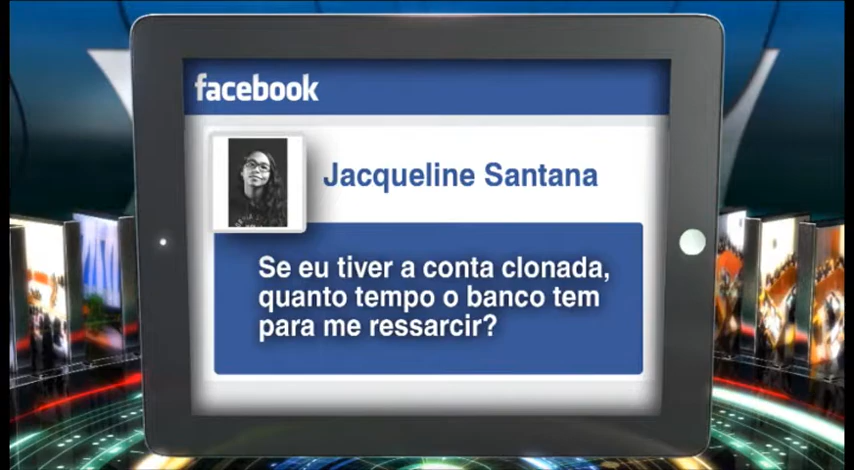 facebook
Jacqueline Santana
Se eu tiver a conta clonada,
quanto tempo o banco tem
para me ressarcir?